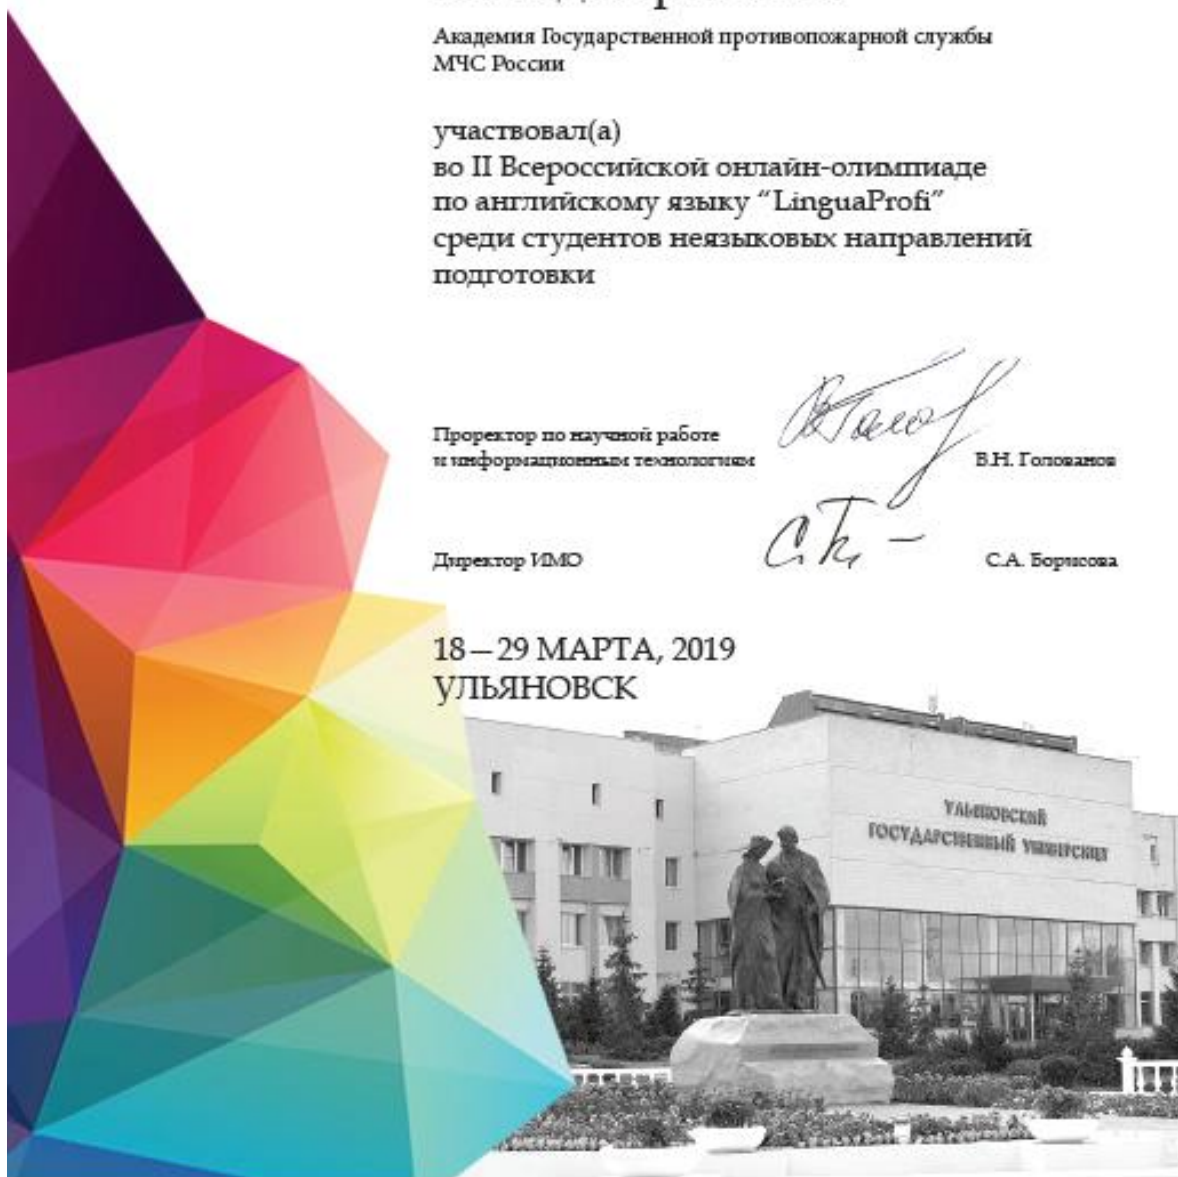 Академия Государственной противопожарной службы
МЧС России
участвовал(а)
во II Всероссийской онлайн-олимпиаде
по английскому языку “LinguaProfi”
среди студентов неязыковых направлений
подготовки
Проректор по научной работе
и информационным технологиям
В.Н. Голованов
Директор ИМО
С.А. Борисова
18–29 МАРТА, 2019
УЛЬЯНОВСК
УЛЬЯНОВСКИЙ
ГОСУДАРСТВЕННЫЙ УНИВЕРСИТЕТ